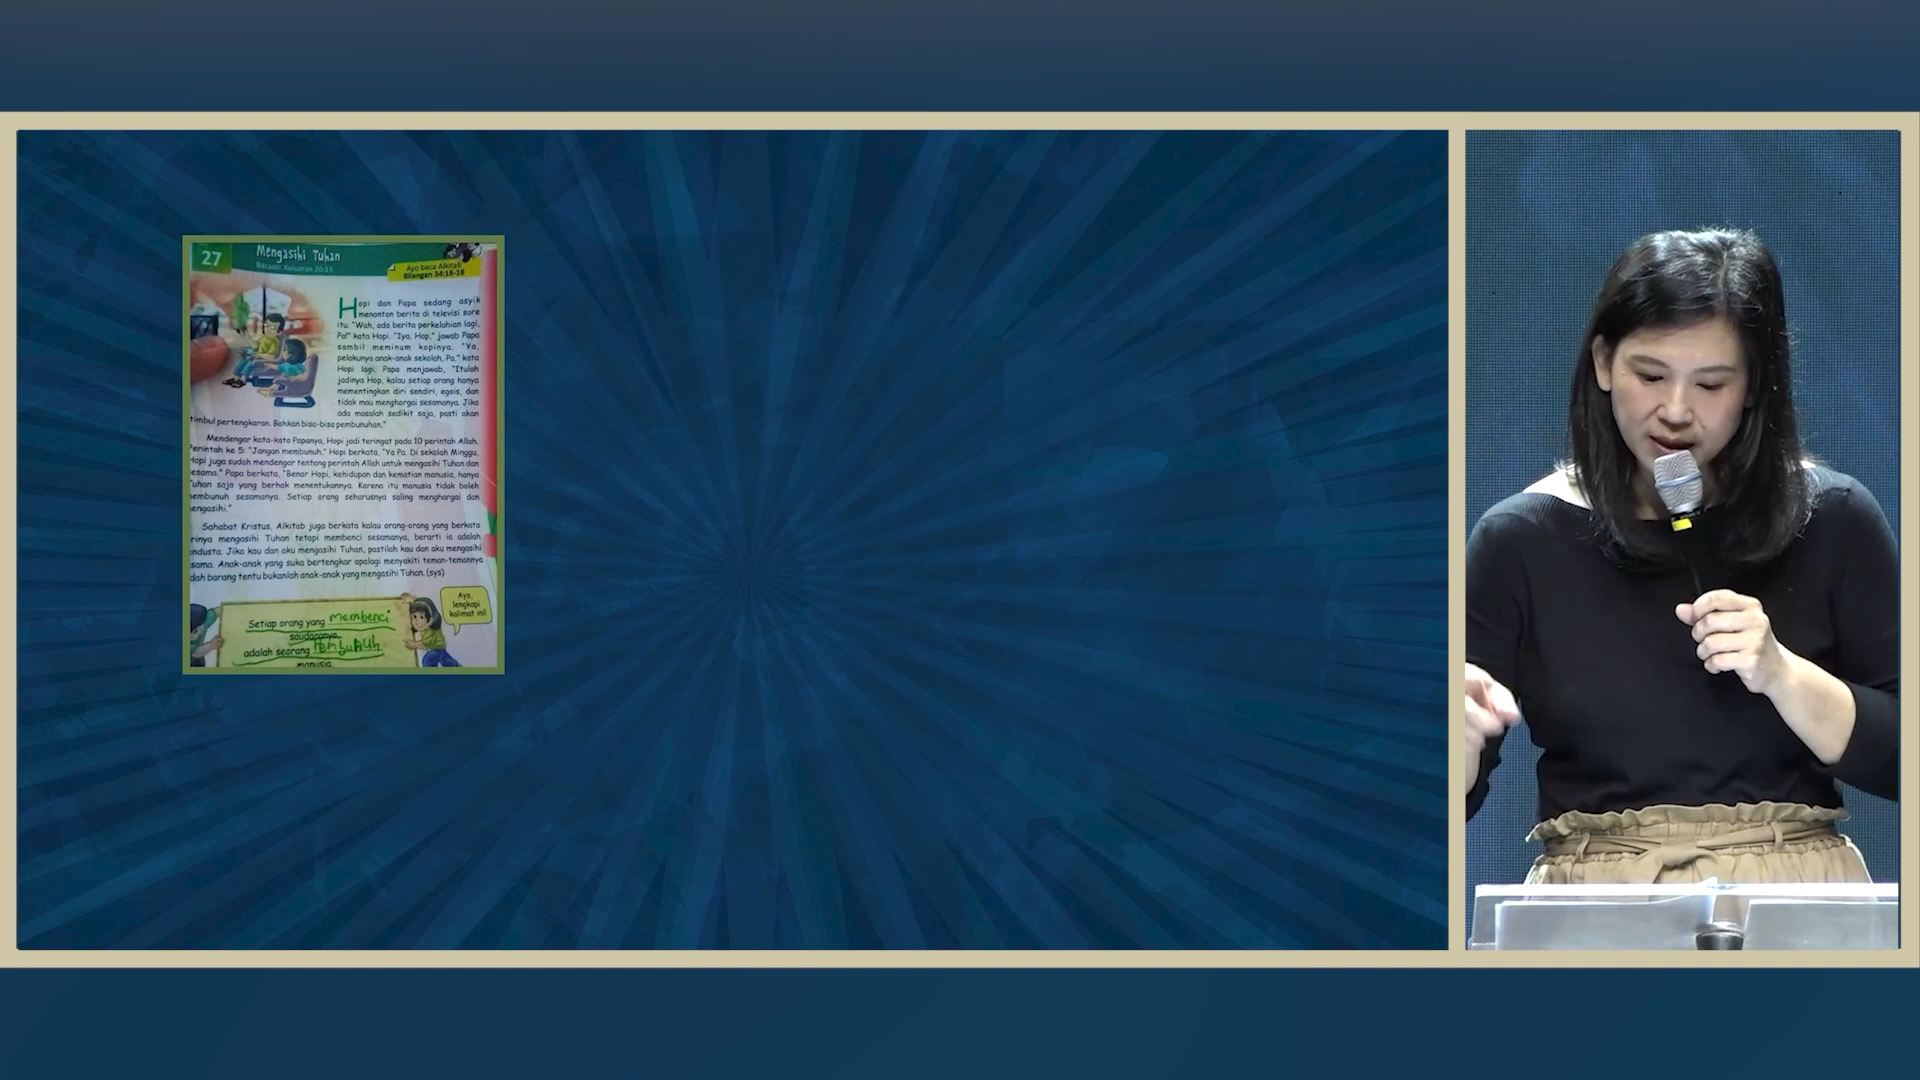 27
Mengasihi Tuhan
Bacaan: Keluaran 20:13
Ayo baca Alkitab
Bilangan 34:16-18
Hopi dan Papa sedang asyik
menonton berita di televisi sore
itu. "Wah, ada berita perkelahian lagi,
Pa!" kata Hopi. "Iya, Hop," jawab Papa
sambil meminum kopinya. "Ya,
pelakunya anak-anak sekolah, Pa," kata
Hopi lagi. Papa menjawab, "Itulah
jadinya Hop, kalau setiap orang hanya
mementingkan diri sendiri, egois, dan
tidak mau menghargai sesamanya. Jika
ada masalah sedikit saja, pasti akan
timbul pertengkaran. Bahkan bisa-bisa pembunuhan."
Mendengar kata-kata Papanya, Hopi jadi teringat pada 10 perintah Allah.
Perintah ke 5: "Jangan membunuh." Hopi berkata, "Ya Pa. Di sekolah Minggu,
Hopi juga sudah mendengar tentang perintah Allah untuk mengasihi Tuhan dan
esama." Papa berkata, "Benar Hopi, kehidupan dan kematian manusia, hanya
Tuhan saja yang berhak menentukannya. Karena itu manusia tidak boleh
membunuh sesamanya. Setiap orang seharusnya saling menghargai dan
engasihi."
Sahabat Kristus, Alkitab juga berkata kalau orang-orang yang berkata
rinya mengasihi Tuhan tetapi membenci sesamanya, berarti ia adalah
ndusta. Jika kau dan aku mengasihi Tuhan, pastilah kau dan aku mengasihi
sama. Anak-anak yang suka bertengkar apalagi menyakiti teman-temannya
dah barang tentu bukanlah anak-anak yang mengasihi Tuhan. (sys)
Ayo,
lengkapi
kalimat ini!
Setiap orang yang membenci
saudaranya,
adalah seorang Pembunuh
manusia.